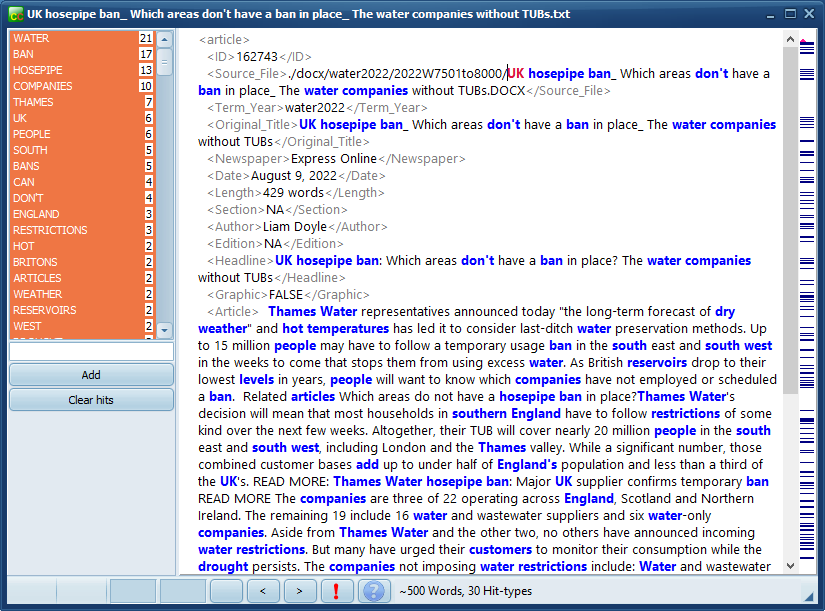 UK hosepipe ban_ Which areas don't have a ban in place_ The water companies without TUBs.txt
WATER 21
BAN 17
HOSEPIPE 13
COMPANIES 10
THAMES 7
UK 6
PEOPLE 6
SOUTH 5
BANS 5
CAN 4
DON'T 4
ENGLAND 3
RESTRICTIONS 3
HOT 2
BRITONS 2
ARTICLES 2
WEATHER 2
RESERVOIRS 2
WEST 2
Add
Clear hits
<article>
<ID>162743</ID>
<Source_File>./docx/water2022/2022W7501to8000/UK hosepipe ban_ Which areas don't have a
ban in place_ The water companies without TUBs.DOCX</Source_File>
<Term_Year>water2022</Term_Year>
<Original_Title>UK hosepipe ban_ Which areas don't have a ban in place_ The water companies
without TUBs</Original_Title>
<Newspaper>Express Online</Newspaper>
<Date>August 9, 2022</Date>
<Length>429 words</Length>
<Section>NA</Section>
<Author>Liam Doyle</Author>
<Edition>NA</Edition>
<Headline>UK hosepipe ban: Which areas don't have a ban in place? The water companies
without TUBs</Headline>
<Graphic>FALSE</Graphic>
<Article> Thames Water representatives announced today "the long-term forecast of dry
weather" and hot temperatures has led it to consider last-ditch water preservation methods. Up
to 15 million people may have to follow a temporary usage ban in the south east and south west
in the weeks to come that stops them from using excess water. As British reservoirs drop to their
lowest levels in years, people will want to know which companies have not employed or scheduled
a ban. Related articles Which areas do not have a hosepipe ban in place?Thames Water's
decision will mean that most households in southern England have to follow restrictions of some
kind over the next few weeks. Altogether, their TUB will cover nearly 20 million people in the south
east and south west, including London and the Thames valley. While a significant number, those
combined customer bases add up to under half of England's population and less than a third of
the UK's. READ MORE: Thames Water hosepipe ban: Major UK supplier confirms temporary ban
READ MORE The companies are three of 22 operating across England, Scotland and Northern
Ireland. The remaining 19 include 16 water and wastewater suppliers and six water-only
companies. Aside from Thames Water and the other two, no others have announced incoming
water restrictions. But many have urged their customers to monitor their consumption while the
drought persists. The companies not imposing water restrictions include: Water and wastewater
< > ! ? ~500 Words, 30 Hit-types